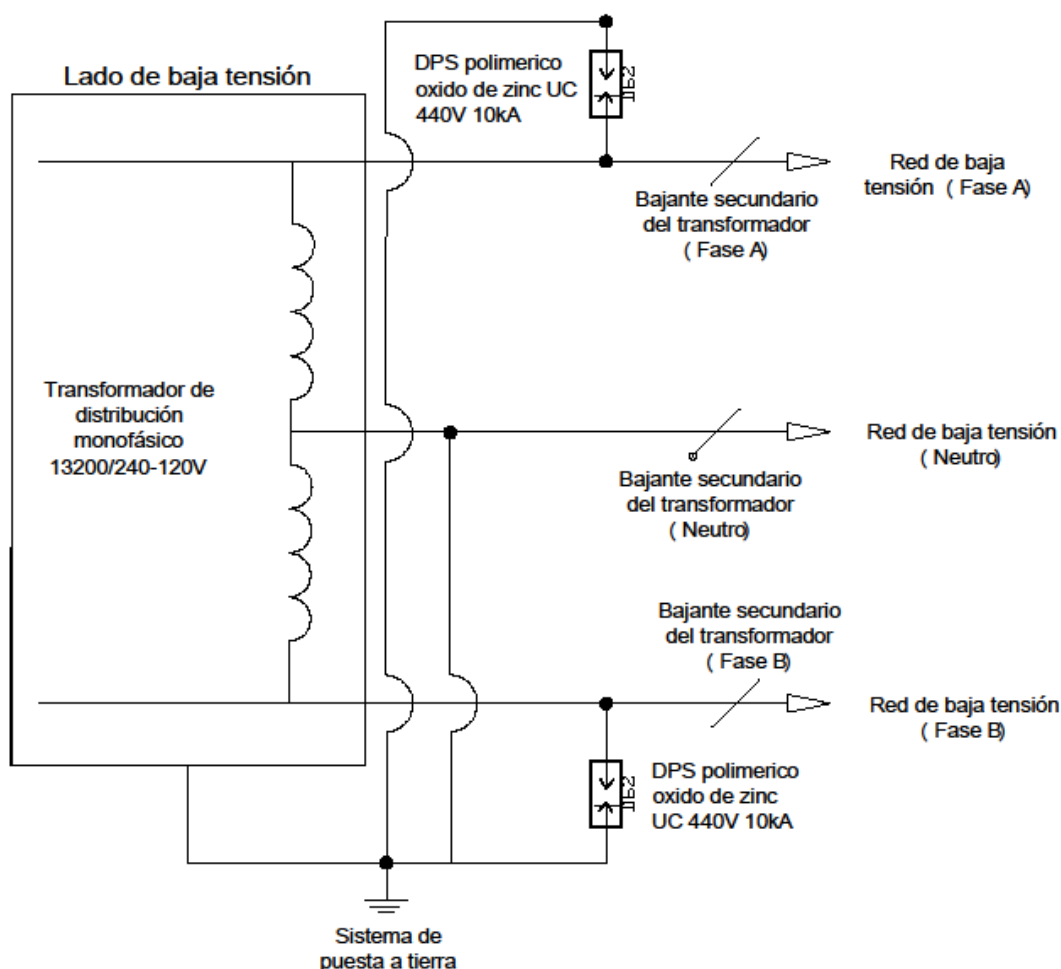 Lado de baja tensión
DPS polimerico
oxido de zinc UC
440V 10kA
Red de baja
tensión ( Fase A)
Bajante secundario
del transformador
( Fase A)
Transformador de
distribución
monofásico
13200/240-120V
Red de baja tensión
( Neutro)
Bajante secundario
del transformador
( Neutro)
Bajante secundario
del transformador
( Fase B)
Red de baja tensión
( Fase B)
DPS polimerico
oxido de zinc
UC 440V 10kA
Sistema de
puesta a tierra